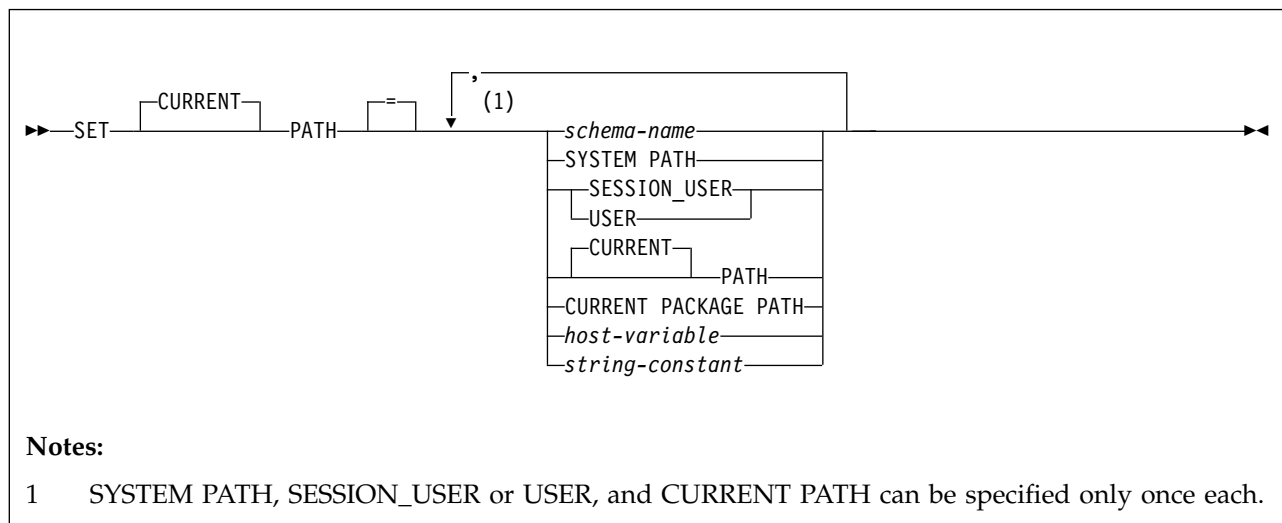 ,
CURRENT = (1)
SET PATH schema-name
SYSTEM PATH
SESSION_USER
USER
CURRENT
PATH
CURRENT PACKAGE PATH
host-variable
string-constant
Notes:
1 SYSTEM PATH, SESSION_USER or USER, and CURRENT PATH can be specified only once each.